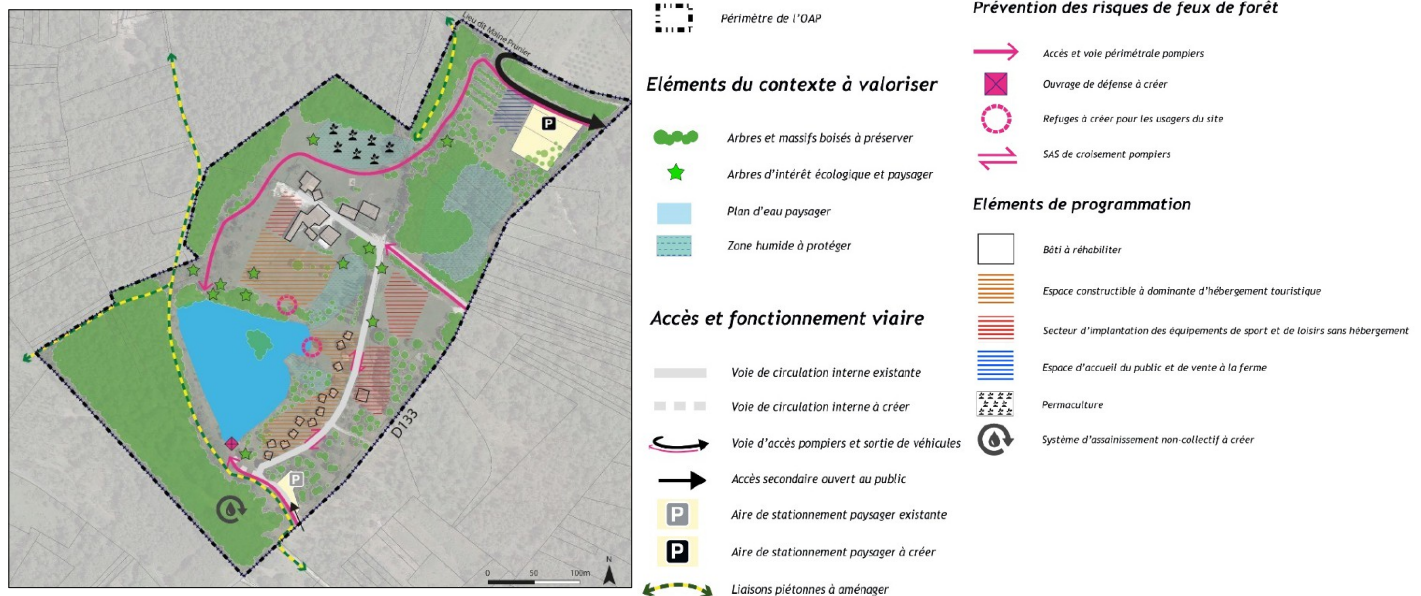 Lieu dit Maine Prunier
P
D133
P
N
0 50 100m
Périmètre de l'OAP
Eléments du contexte à valoriser
Arbres et massifs boisés à préserver
Arbres d'intérêt écologique et paysager
Plan d'eau paysager
Zone humide à protéger
Accès et fonctionnement viaire
Voie de circulation interne existante
Voie de circulation interne à créer
Voie d'accès pompiers et sortie de véhicules
Accès secondaire ouvert au public
P Aire de stationnement paysager existante
P Aire de stationnement paysager à créer
Liaisons piétonnes à aménager
Prévention des risques de feux de forêt
Accès et voie périmétrale pompiers
Ouvrage de défense à créer
Refuges à créer pour les usagers du site
SAS de croisement pompiers
Eléments de programmation
Bâti à réhabiliter
Espace constructible à dominante d'hébergement touristique
Secteur d'implantation des équipements de sport et de loisirs sans hébergement
Espace d'accueil du public et de vente à la ferme
Permaculture
Système d'assainissement non-collectif à créer